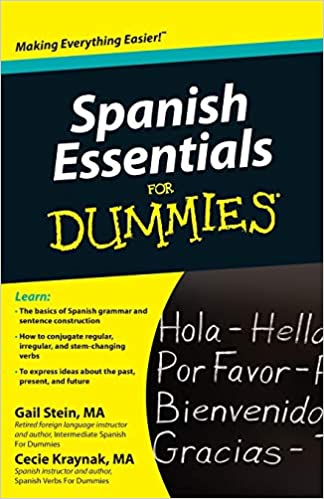 Making Everything Easier!™
Spanish
Essentials
FOR
DUMMIES®
Learn:
• The basics of Spanish grammar and
sentence construction
• How to conjugate regular,
irregular, and stem-changing
verbs
• To express ideas about the past,
present, and future
Gail Stein, MA
Retired foreign language instructor
and author, Intermediate Spanish
For Dummies
Cecie Kraynak, MA
Spanish instructor and author,
Spanish Verbs For Dummies
Hola - Hello
Por Favor -
Bienvenido
Gracias -